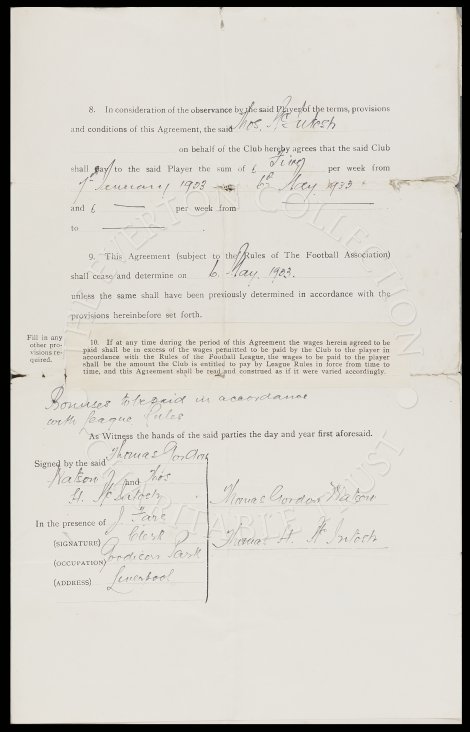 8. In consideration of the observance by the said Player of the terms, provisions
and conditions of this Agreement, the said Thos. McIntosh
on behalf of the Club hereby agrees that the said Club
shall pay to the said Player the sum of £ Five per week from
January 6th May
and £ — per week from —
to —
9. This Agreement (subject to the Rules of The Football Association)
shall cease and determine on 6. May. 1933.
unless the same shall have been previously determined in accordance with the
provisions hereinbefore set forth.
Fill in any
other pro-
visions re-
quired.
10. If at any time during the period of this Agreement the wages herein agreed to be
paid shall be in excess of the wages permitted to be paid by the Club to the player in
accordance with the Rules of the Football League, the wages to be paid to the player
shall be the amount the Club is entitled to pay by League Rules in force from time to
time, and this Agreement shall be read and construed as if it were varied accordingly.
Bonuses to be paid in accordance
with League Rules
As Witness the hands of the said parties the day and year first aforesaid.
Signed by the said Thomas Gordon
Watson and Thos
H. McIntosh
In the presence of J.
(SIGNATURE)
Clerk
(OCCUPATION) Goodison Park
(ADDRESS) Liverpool
Thomas Gordon Watson
Thomas H. McIntosh
EVERTON COLLECTION
CHARITABLE TRUST